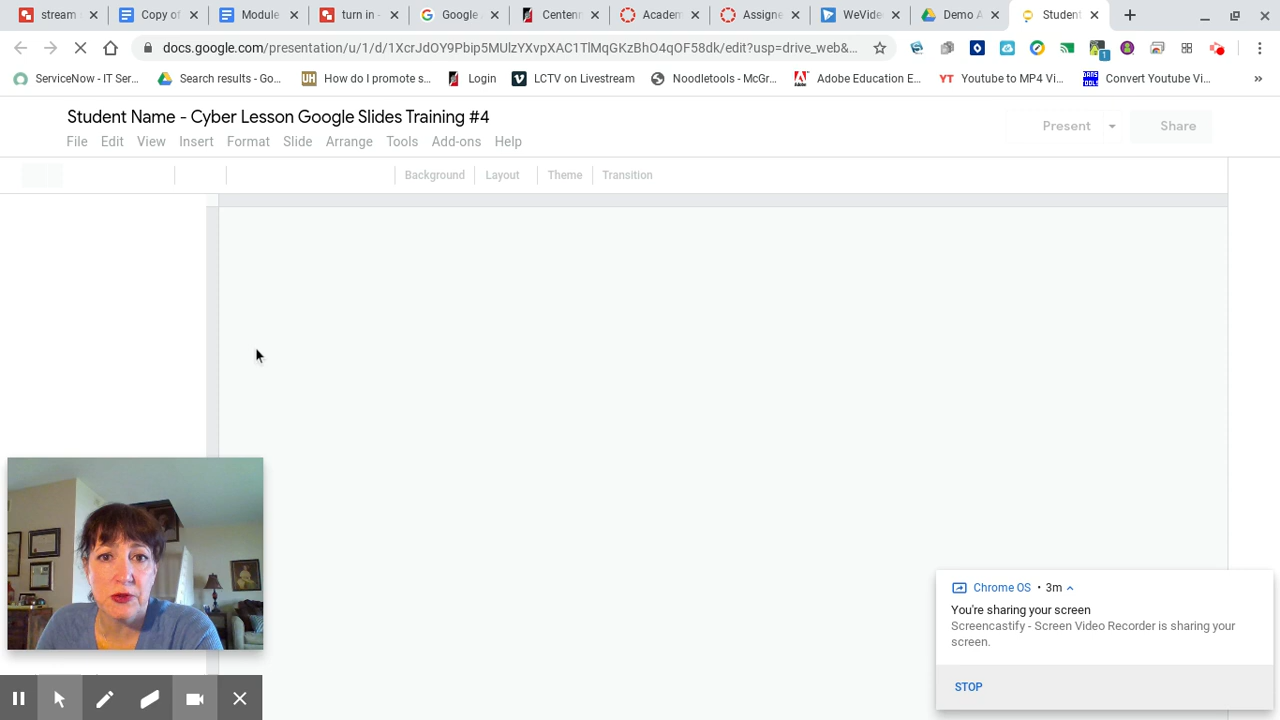 stream
Copy of
Module
turn in -
Google
Centenn
Academ
Assigne
WeVide
Demo A
Student
docs.google.com/presentation/u/1/d/1XcrJdOY9Pbip5MUlzYXvpXAC1TlMqGKzBhO4qOF58dk/edit?usp=drive_web&...
1
ServiceNow - IT Ser...
Search results - Go...
UH How do I promote s...
Login
LCTV on Livestream
Noodletools - McGr...
Adobe Education E...
YT Youtube to MP4 Vi...
Convert Youtube Vi...
»
Student Name - Cyber Lesson Google Slides Training #4
File Edit View Insert Format Slide Arrange Tools Add-ons Help
Present
Share
Background Layout Theme Transition
Chrome OS • 3m
You're sharing your screen
Screencastify - Screen Video Recorder is sharing your
screen.
STOP